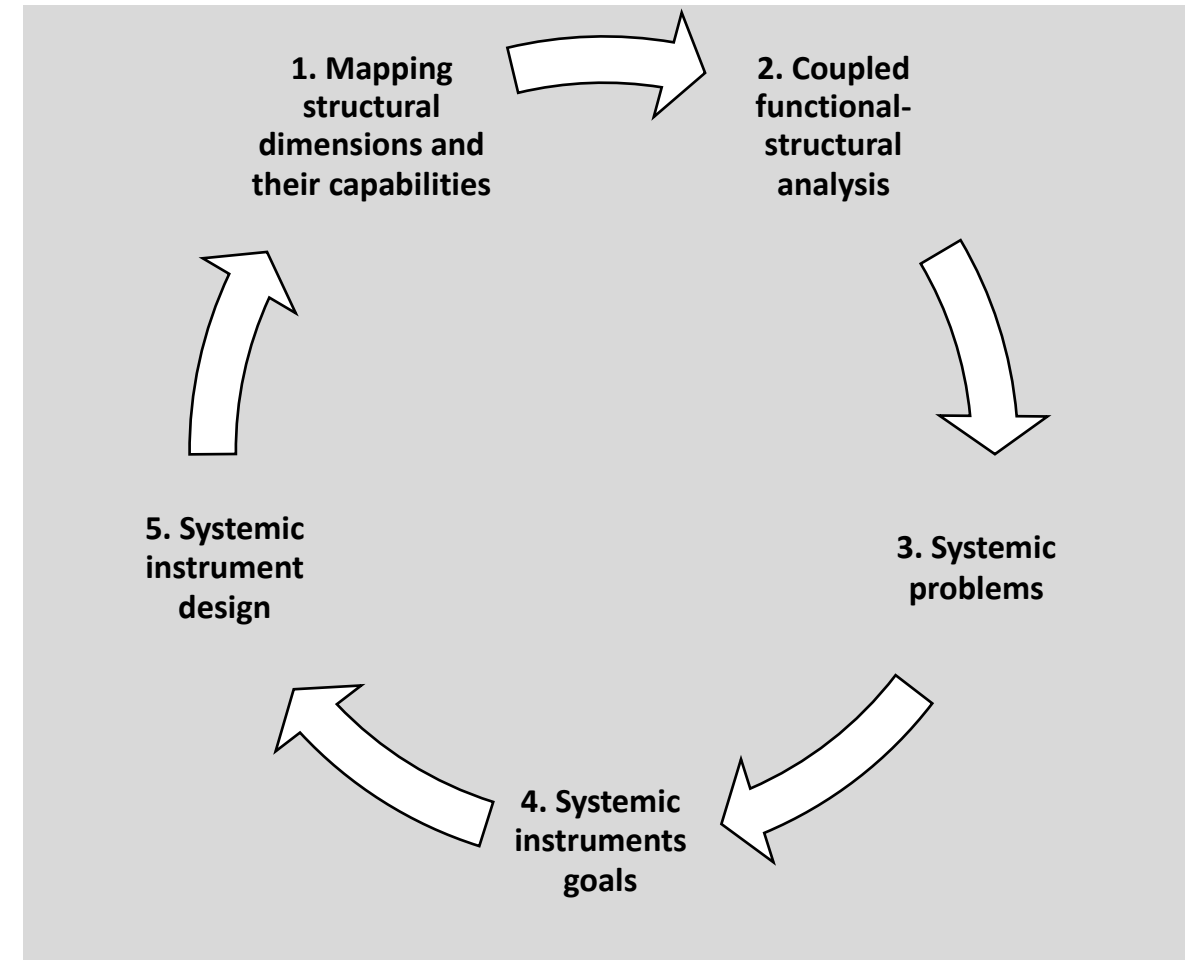 1. Mapping
structural
dimensions and
their capabilities
2. Coupled
functional-
structural
analysis
3. Systemic
problems
4. Systemic
instruments
goals
5. Systemic
instrument
design